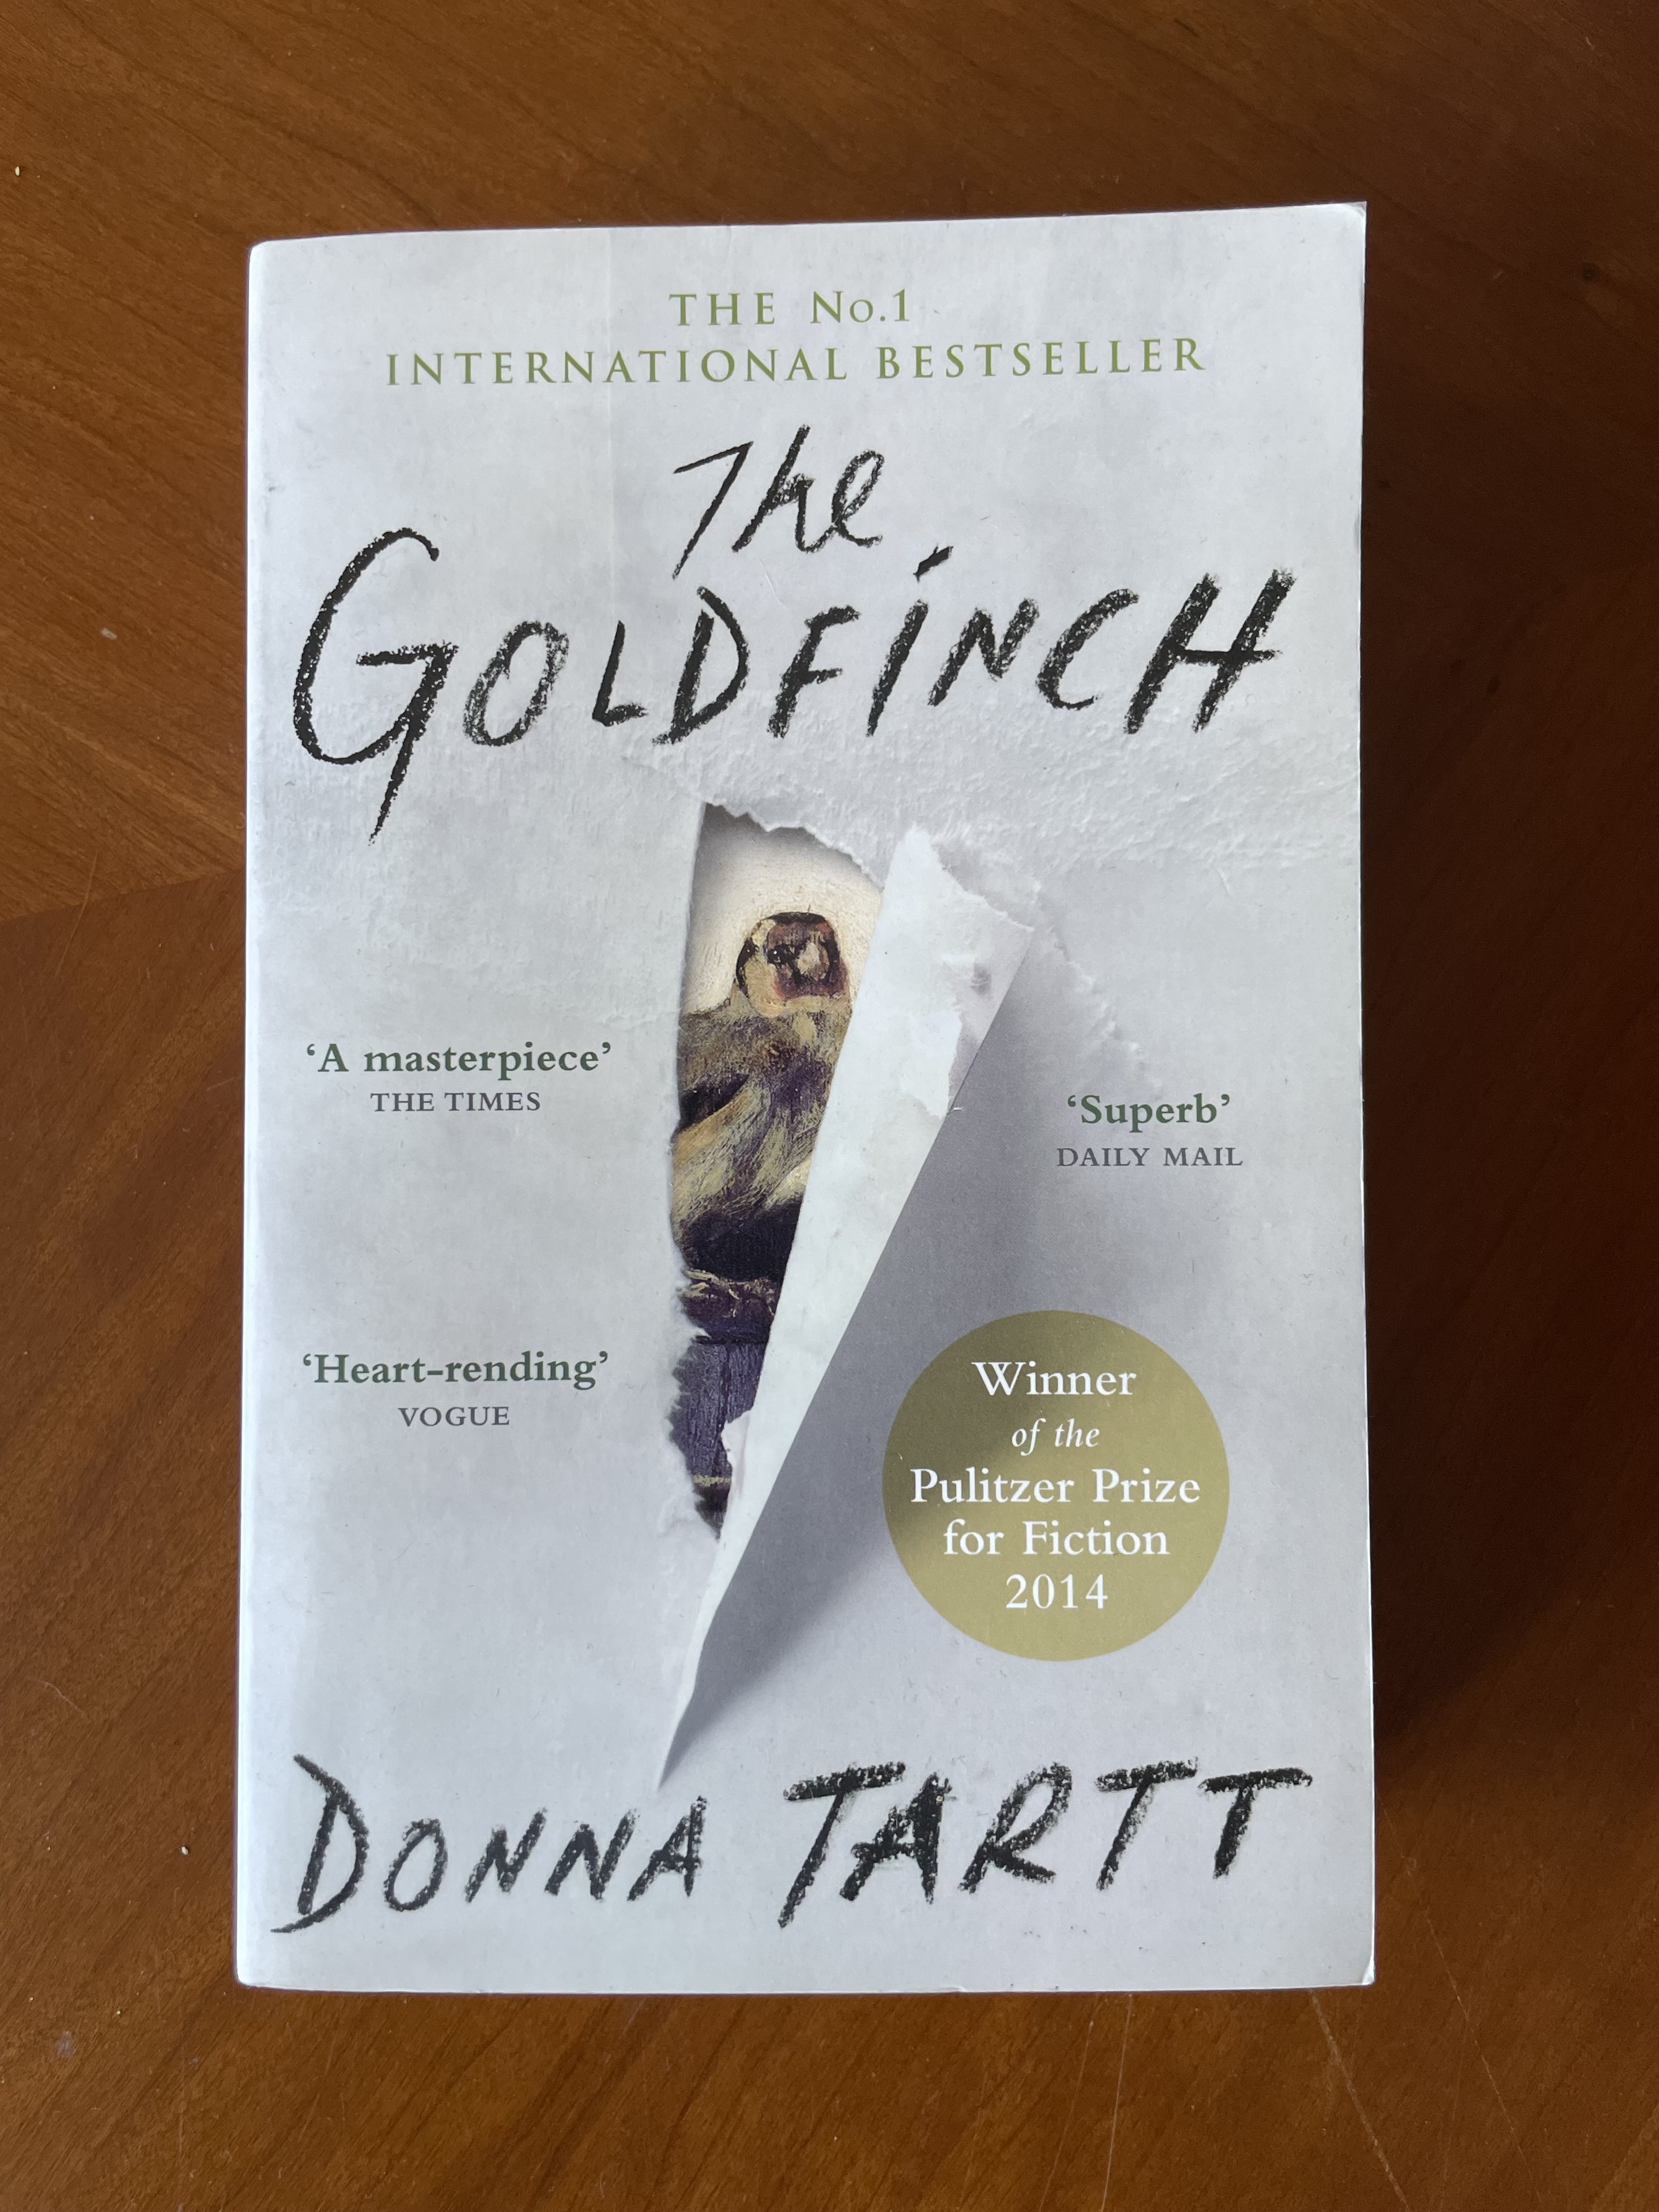 THE No.1
INTERNATIONAL BESTSELLER
The
GOLDFiNCH
‘A masterpiece’
THE TIMES
‘Superb’
DAILY MAIL
‘Heart-rending’
VOGUE
Winner
of the
Pulitzer Prize
for Fiction
2014
DONNA TARTT